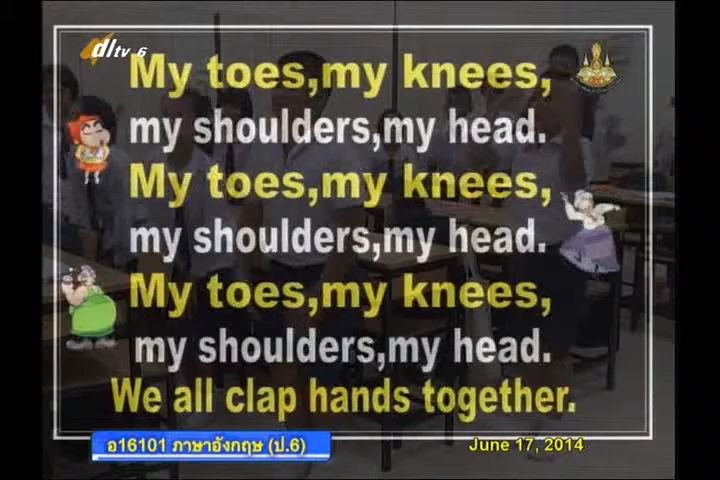 dltv 6
My toes,my knees,
my shoulders,my head.
My toes,my knees,
my shoulders,my head.
My toes,my knees,
my shoulders,my head.
We all clap hands together.
อ16101 ภาษาอังกฤษ (ป.6)
June 17, 2014